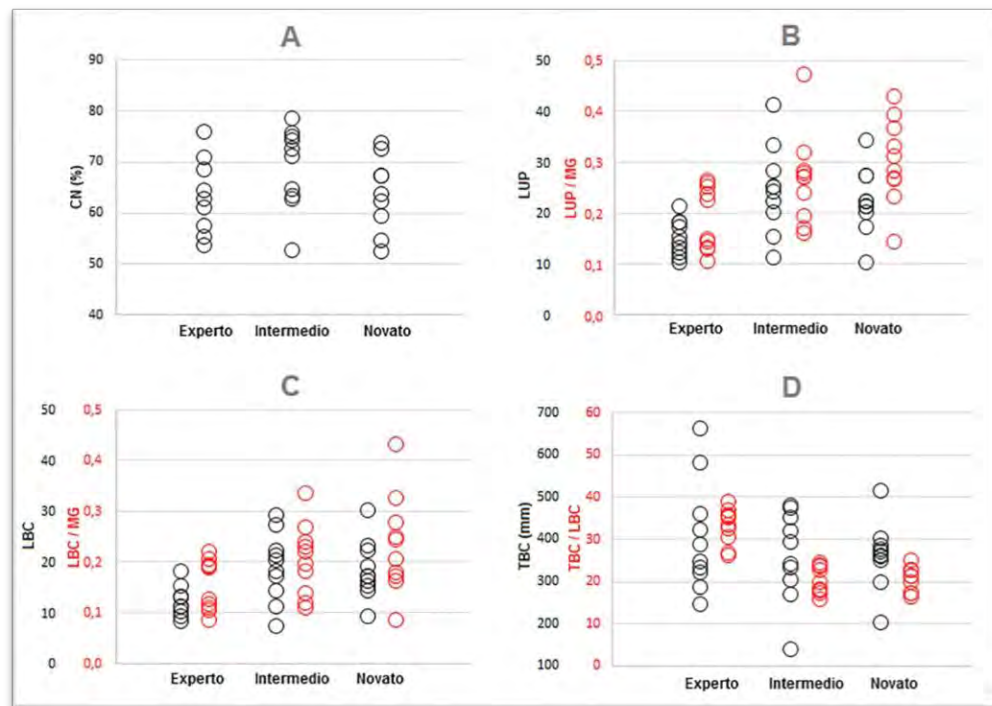 A
90
80
70
60
50
40
CN (%)
Experto Intermedio Novato
B
50 0,5
40 0,4
30 0,3
20 0,2
10 0,1
0 0,0
LUP
LUP / MG
Experto Intermedio Novato
C
50 0,5
40 0,4
30 0,3
20 0,2
10 0,1
0 0,0
LBC
LBC / MG
Experto Intermedio Novato
D
700 60
600 50
500 40
400 30
300 20
200 10
100 0
TBC (mm)
TBC / LBC
Experto Intermedio Novato